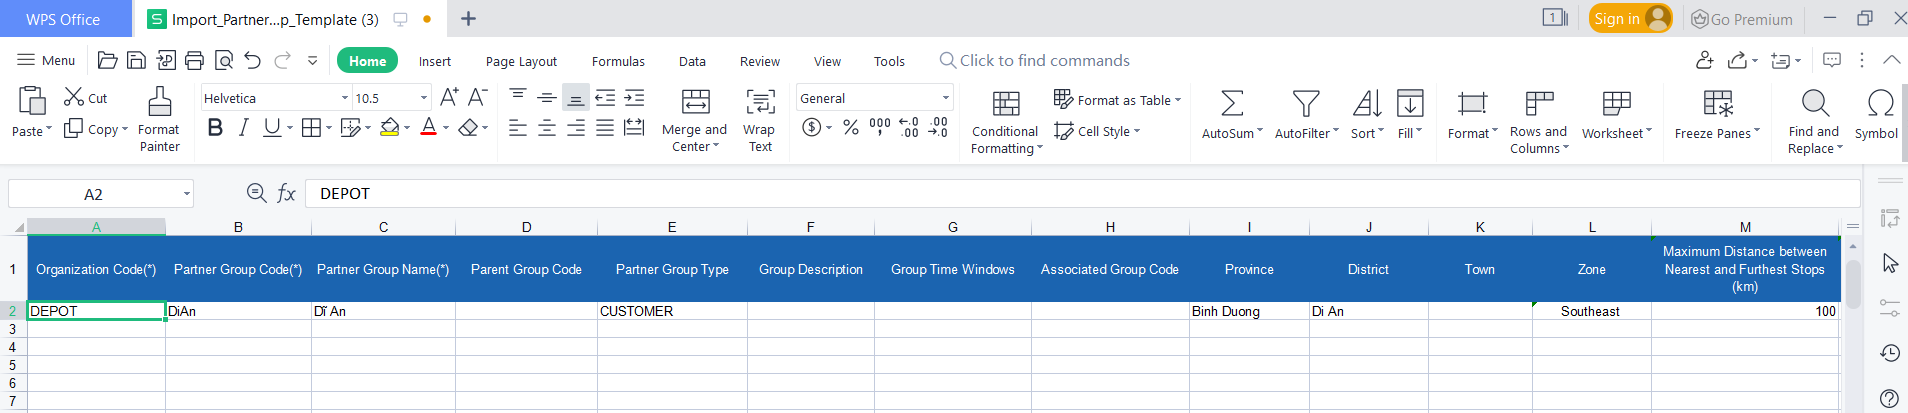 WPS Office
Import_Partner...p_Template (3)
1
Sign in
Go Premium
Menu
Home
Insert
Page Layout
Formulas
Data
Review
View
Tools
Click to find commands
Paste
Cut
Copy
Format
Painter
Helvetica
10.5
A+
A-
B
I
U
A
Merge and
Center
Wrap
Text
General
$
%
000
←.0
.00
.00
→.0
Conditional
Formatting
Format as Table
Cell Style
AutoSum
AutoFilter
Sort
Fill
Format
Rows and
Columns
Worksheet
Freeze Panes
Find and
Replace
Symbol
A2
fx
DEPOT
A B C D E F G H I J K L M
1 Organization Code(*) Partner Group Code(*) Partner Group Name(*) Parent Group Code Partner Group Type Group Description Group Time Windows Associated Group Code Province District Town Zone
Maximum Distance between
Nearest and Furthest Stops
(km)
2 DEPOT DiAn Dĩ An CUSTOMER Binh Duong Di An Southeast 100
3
4
5
6
7